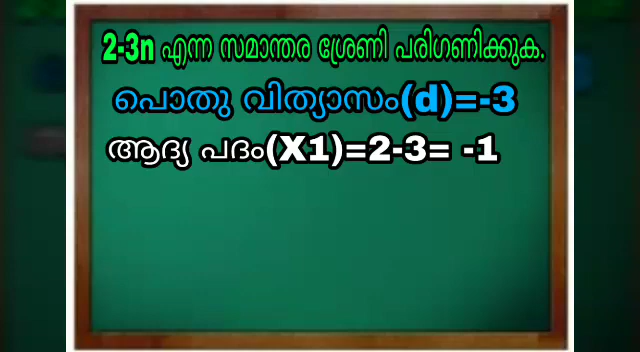 2-3n എന്ന സമാന്തര ശ്രേണി പരിഗണിക്കുക.
പൊതു വിത്യാസം(d)=-3
ആദ്യ പദം(X1)=2-3= -1